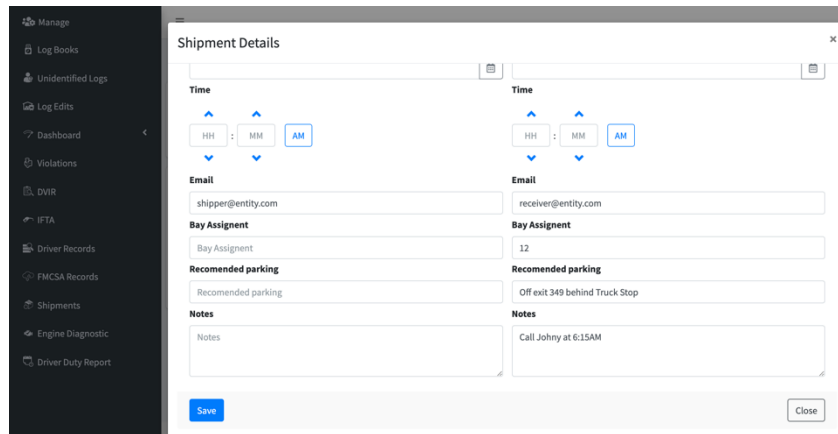 Manage
Log Books
Unidentified Logs
Log Edits
Dashboard
Violations
DVIR
IFTA
Driver Records
FMCSA Records
Shipments
Engine Diagnostic
Driver Duty Report
Shipment Details
×
Time
HH : MM AM
Email
shipper@entity.com
Bay Assignent
Bay Assignent
Recomended parking
Recomended parking
Notes
Notes
Time
HH : MM AM
Email
receiver@entity.com
Bay Assignent
12
Recomended parking
Off exit 349 behind Truck Stop
Notes
Call Johny at 6:15AM
Save
Close